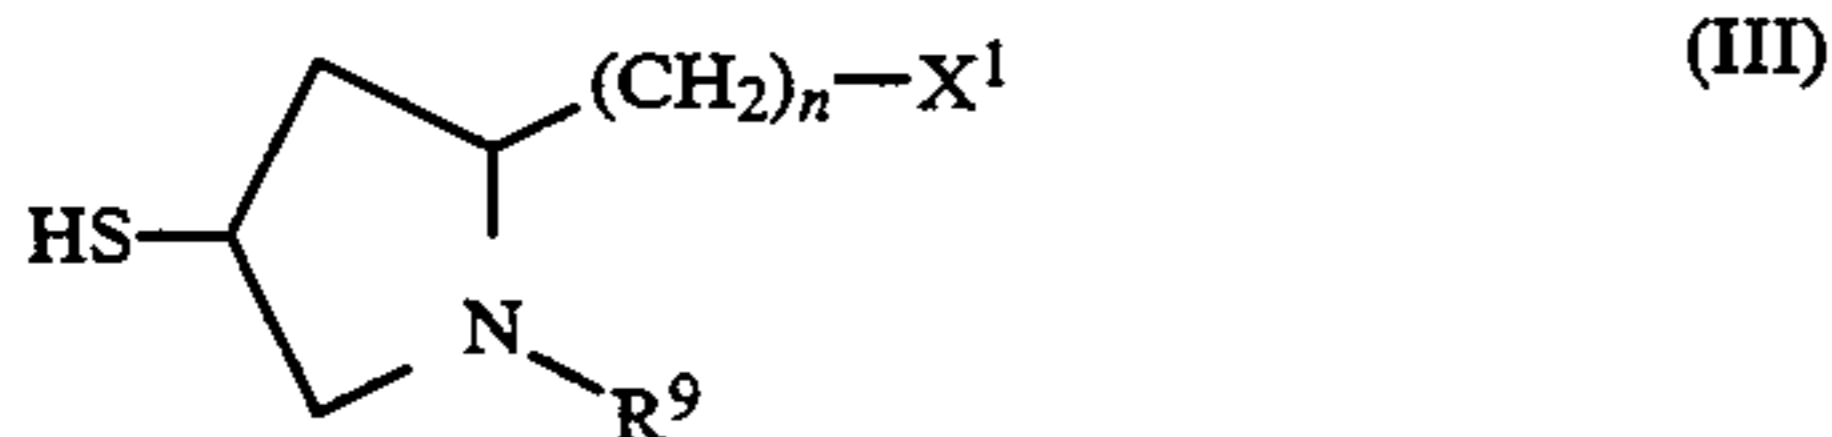 (CH₂)ₙ—X¹ (III)
HS
N
R⁹